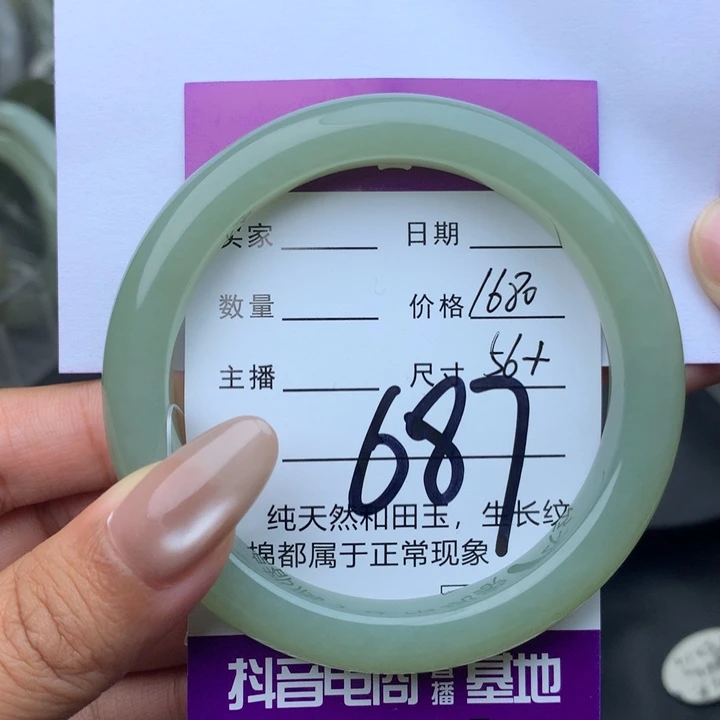 卖家 日期
数量 价格 1680
主播 尺寸 56+
687
纯天然和田玉，生长纹
棉都属于正常现象
抖音电商直播基地